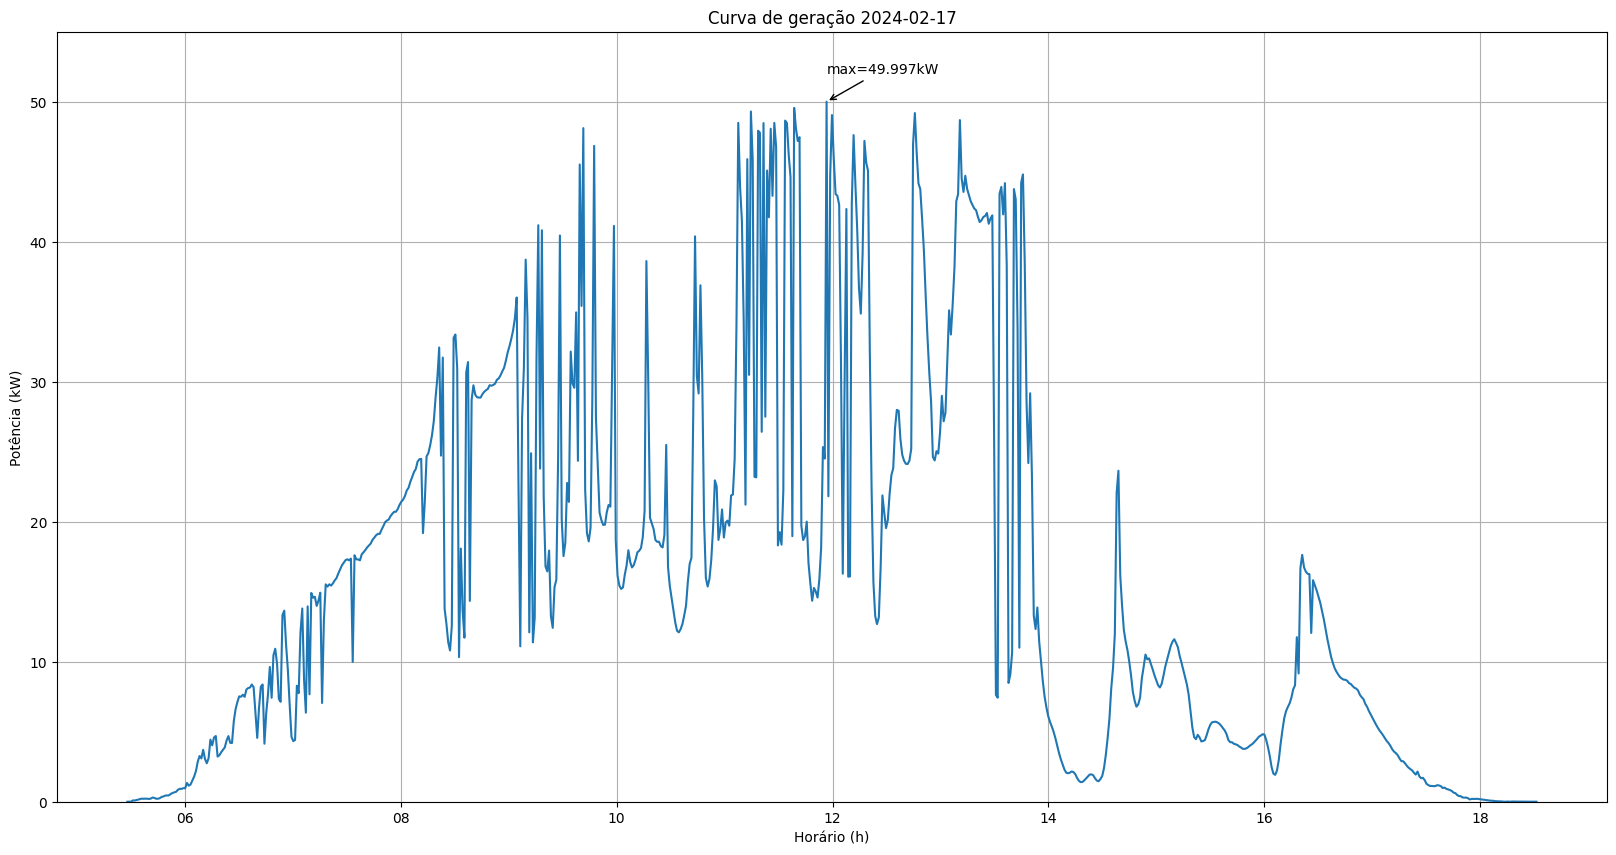 Curva de geração 2024-02-17
max=49.997kW
50
40
30
20
10
0
Potência (kW)
06 08 10 12 14 16 18
Horário (h)